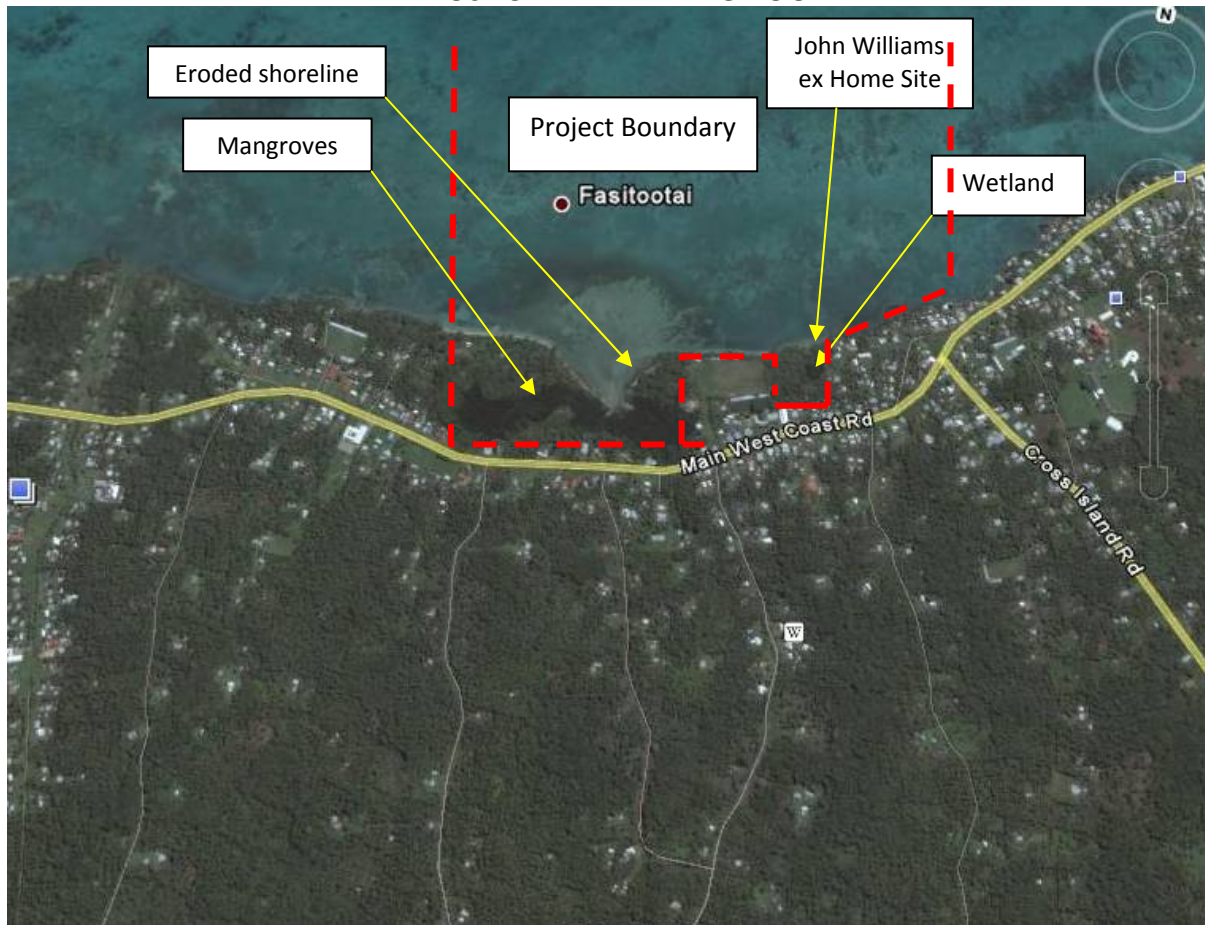 N
John Williams
ex Home Site
Eroded shoreline
Project Boundary
Mangroves
Wetland
Fasitootai
Main West Coast Rd
Cross Island Rd
W